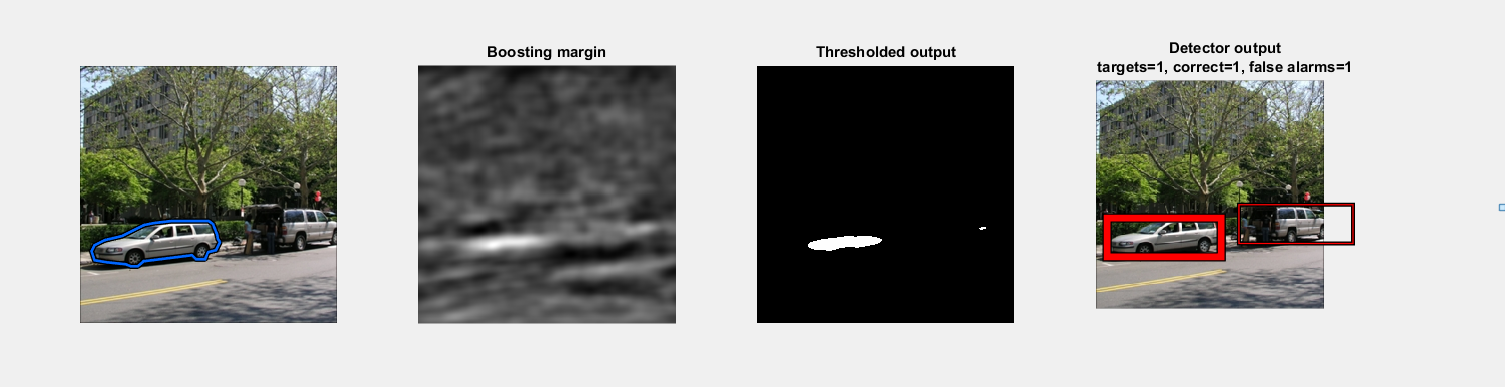 Boosting margin
Thresholded output
Detector output
targets=1, correct=1, false alarms=1